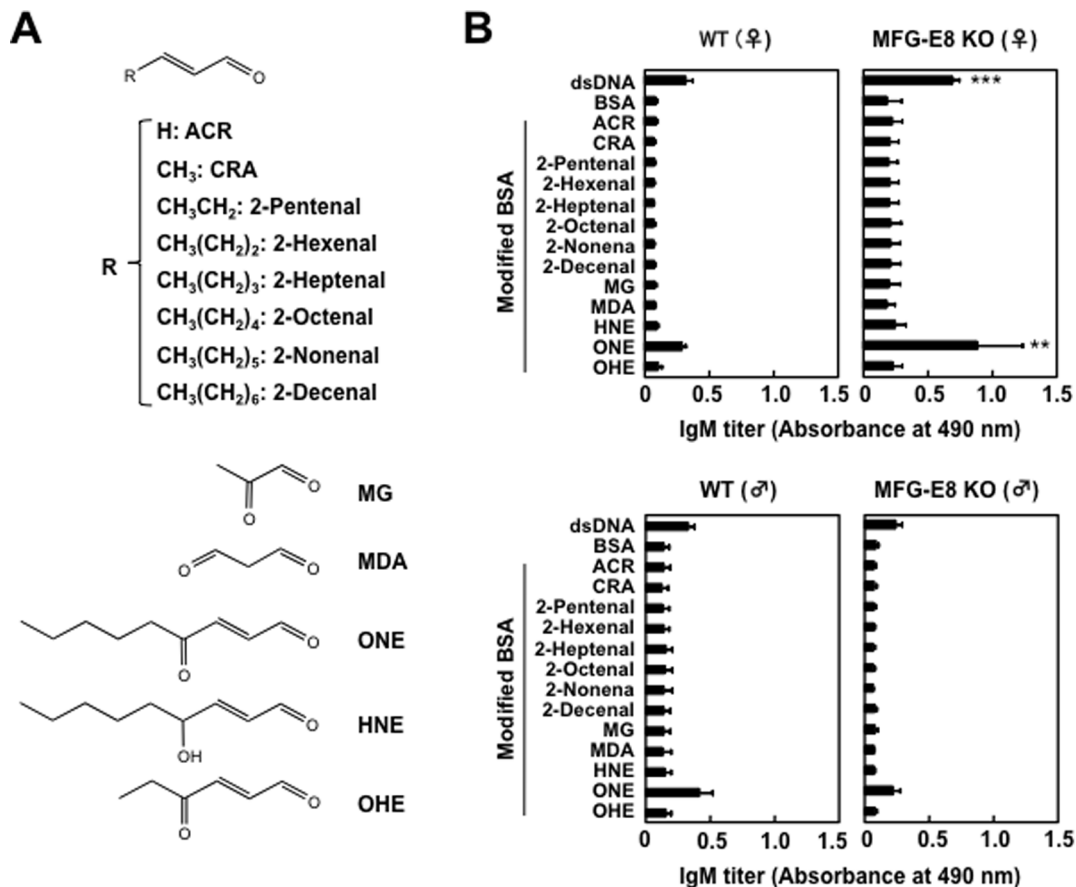 A
R
O
R
H: ACR
CH3: CRA
CH3CH2: 2-Pentenal
CH3(CH2)2: 2-Hexenal
CH3(CH2)3: 2-Heptenal
CH3(CH2)4: 2-Octenal
CH3(CH2)5: 2-Nonenal
CH3(CH2)6: 2-Decenal
O
O
MG
O
O
MDA
O
O
ONE
O
OH
HNE
O
O
OHE
B
WT (♀)
MFG-E8 KO (♀)
Modified BSA
dsDNA
BSA
ACR
CRA
2-Pentenal
2-Hexenal
2-Heptenal
2-Octenal
2-Nonena
2-Decenal
MG
MDA
HNE
ONE
OHE
***
**
0 0.5 1.0 1.5 0 0.5 1.0 1.5
IgM titer (Absorbance at 490 nm)
WT (♂)
MFG-E8 KO (♂)
Modified BSA
dsDNA
BSA
ACR
CRA
2-Pentenal
2-Hexenal
2-Heptenal
2-Octenal
2-Nonena
2-Decenal
MG
MDA
HNE
ONE
OHE
0 0.5 1.0 1.5 0 0.5 1.0 1.5
IgM titer (Absorbance at 490 nm)